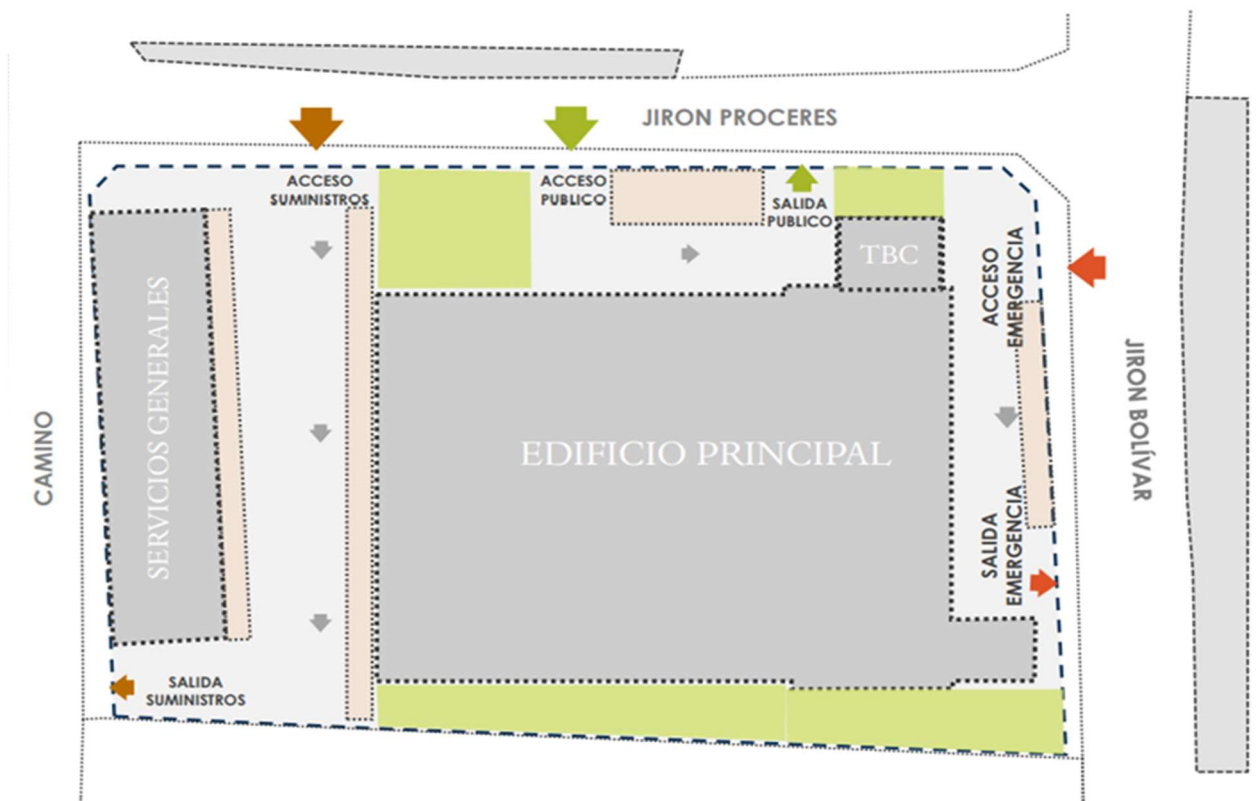 JIRON PROCERES
ACCESO
SUMINISTROS
ACCESO
PUBLICO
SALIDA
PUBLICO
TBC
ACCESO
EMERGENCIA
SERVICIOS GENERALES
EDIFICIO PRINCIPAL
JIRON BOLÍVAR
CAMINO
SALIDA
EMERGENCIA
SALIDA
SUMINISTROS